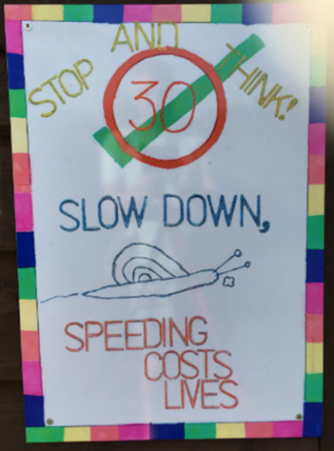 STOP AND THINK!
30
SLOW DOWN,
SPEEDING
COSTS
LIVES